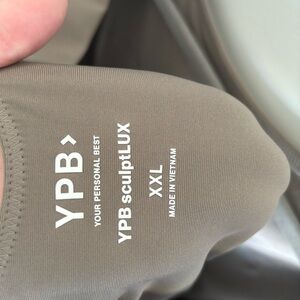 YPB>
YOUR PERSONAL BEST
YPB sculptLUX
XXL
MADE IN VIETNAM